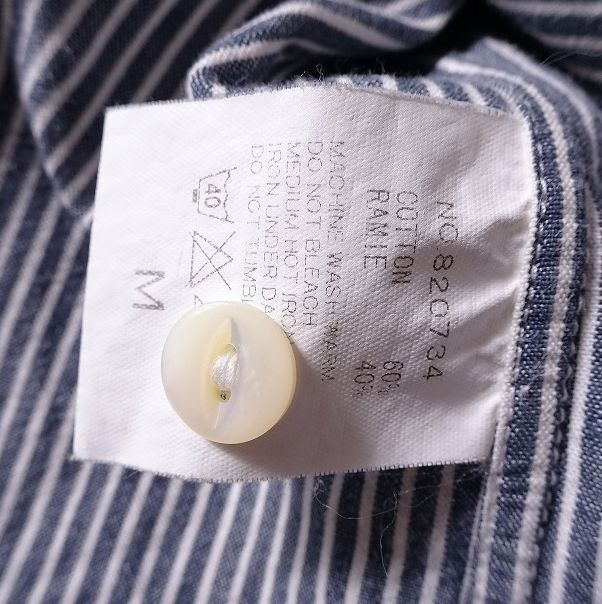 NO.820734
COTTON 60%
RAMIE 40%
MACHINE WASH WARM
DO NOT BLEACH
MEDIUM HOT IRON
IRON UNDER DA
DO NOT TUMBL
40
M